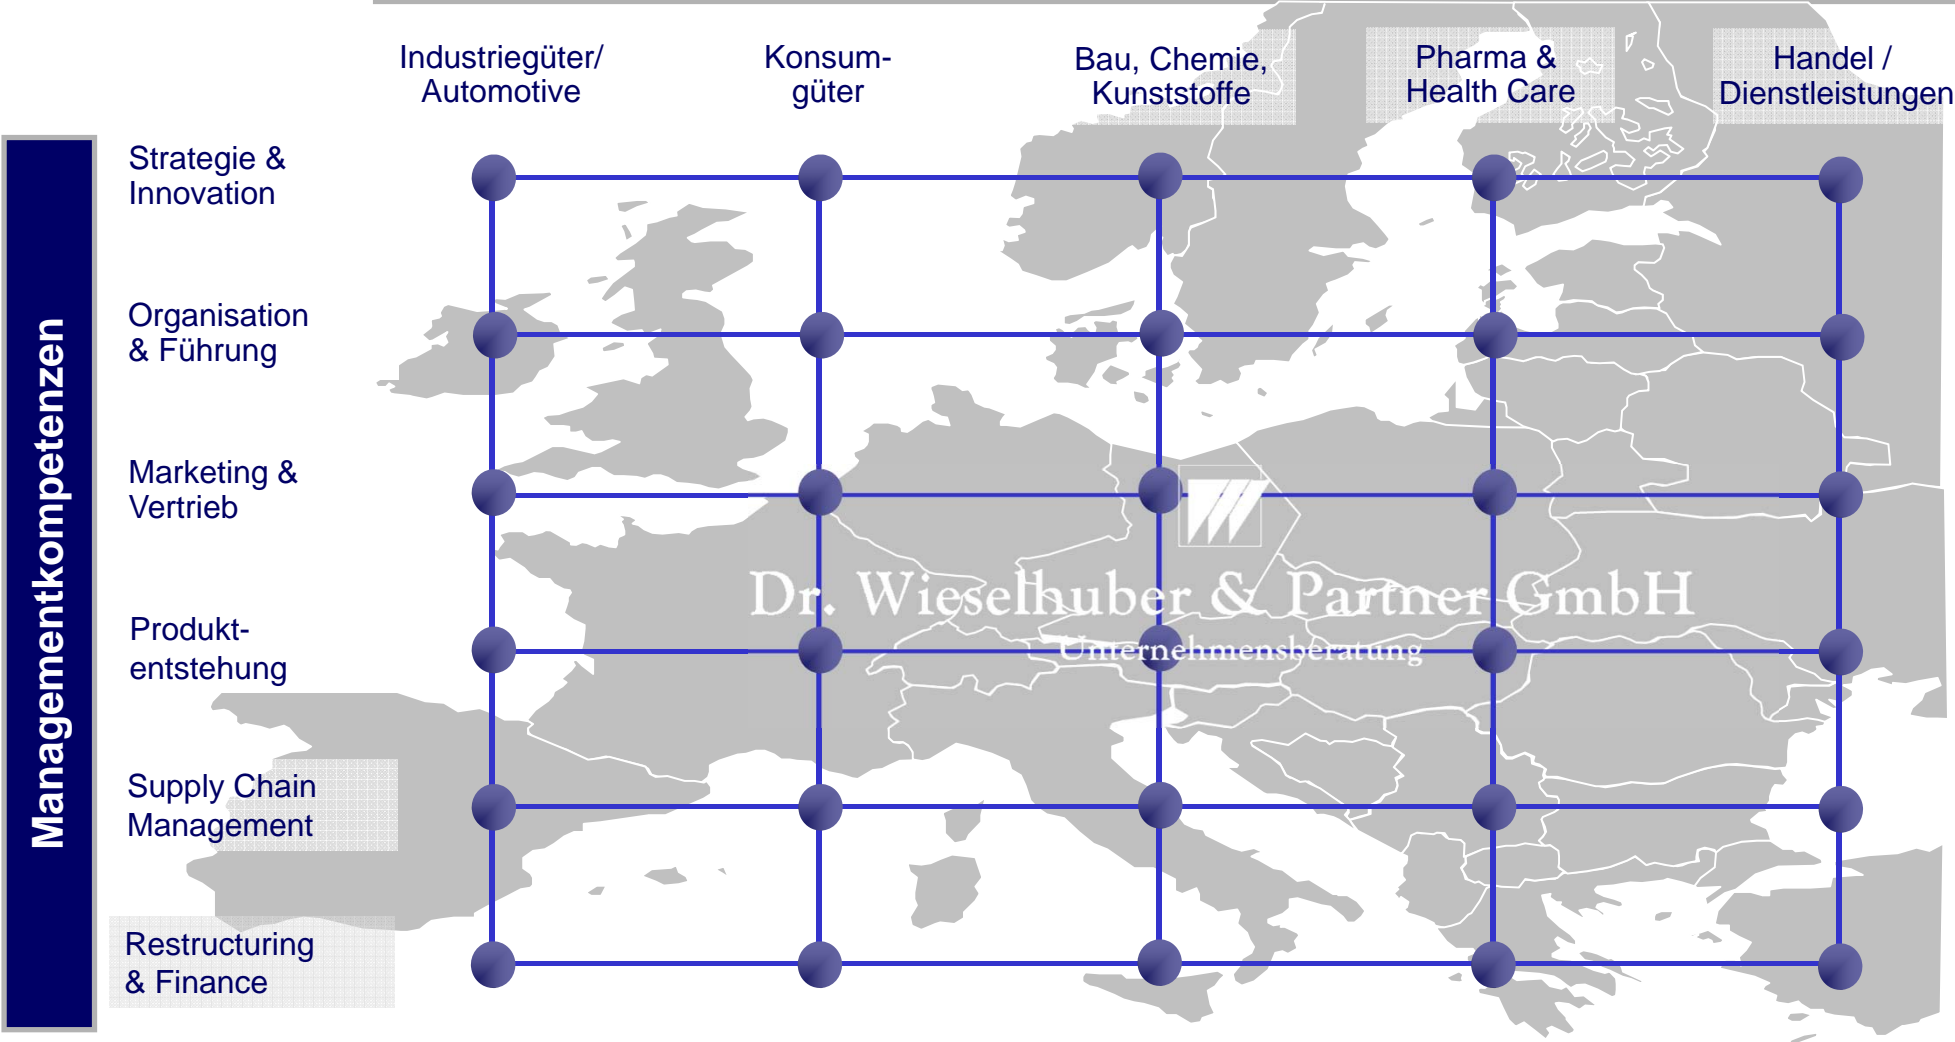 Industriegüter/
Automotive
Konsum-
güter
Bau, Chemie,
Kunststoffe
Pharma &
Health Care
Handel /
Dienstleistungen
Managementkompetenzen
Strategie &
Innovation
Organisation
& Führung
Marketing &
Vertrieb
Produkt-
entstehung
Supply Chain
Management
Restructuring
& Finance
Dr. Wieselhuber & Partner GmbH
Unternehmensberatung